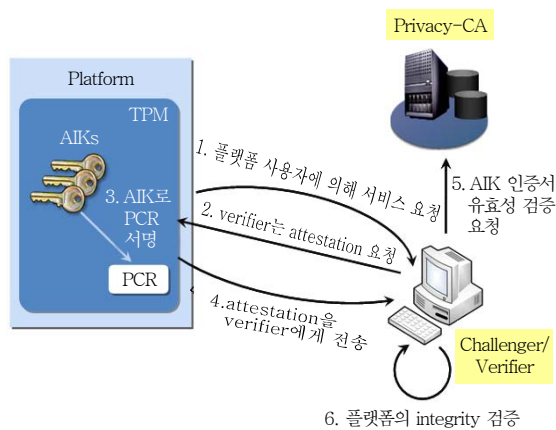 Privacy-CA
Platform
TPM
AIKs
1. 플랫폼 사용자에 의해 서비스 요청
2. verifier는 attestation 요청
3. AIK로
PCR
서명
PCR
4.attestation을
verifier에게 전송
5. AIK 인증서
유효성 검증
요청
Challenger/
Verifier
6. 플랫폼의 integrity 검증